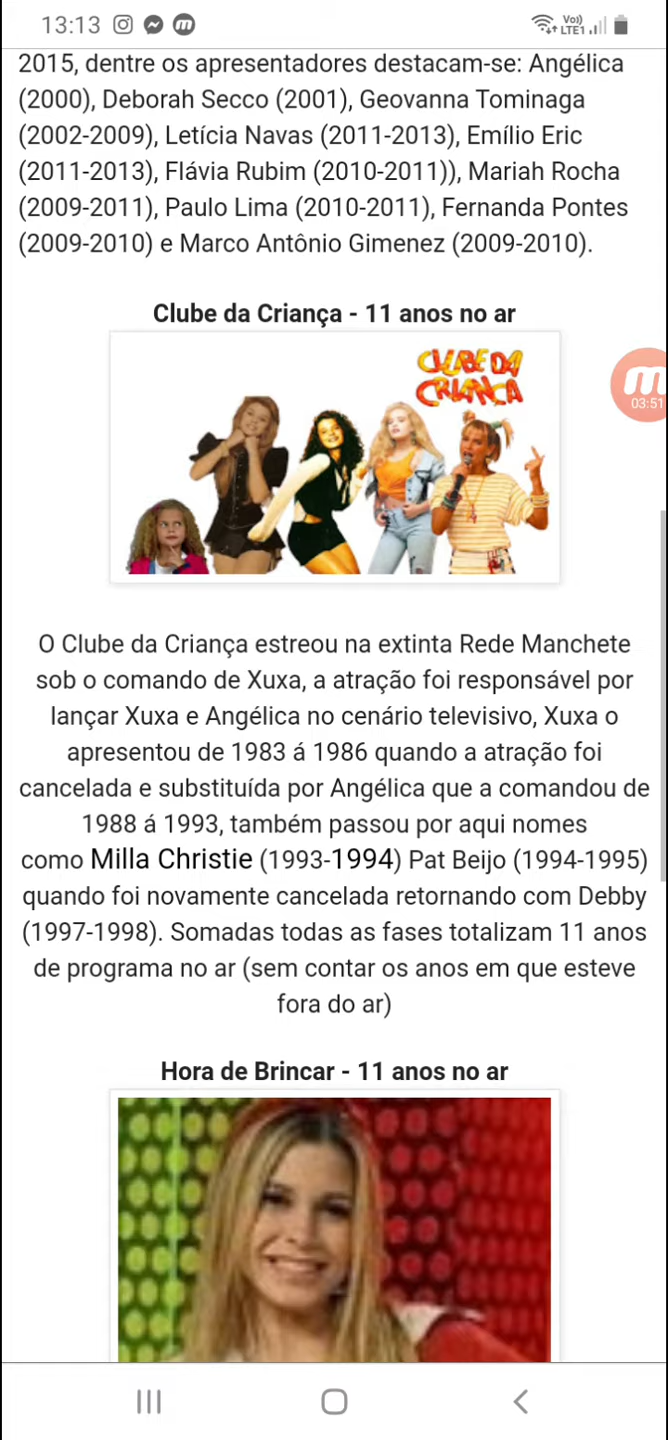 13:13
Vo))
LTE1
2015, dentre os apresentadores destacam-se: Angélica
(2000), Deborah Secco (2001), Geovanna Tominaga
(2002-2009), Letícia Navas (2011-2013), Emílio Eric
(2011-2013), Flávia Rubim (2010-2011)), Mariah Rocha
(2009-2011), Paulo Lima (2010-2011), Fernanda Pontes
(2009-2010) e Marco Antônio Gimenez (2009-2010).
Clube da Criança - 11 anos no ar
CLUBE DA
CRIANÇA
03:51
O Clube da Criança estreou na extinta Rede Manchete
sob o comando de Xuxa, a atração foi responsável por
lançar Xuxa e Angélica no cenário televisivo, Xuxa o
apresentou de 1983 á 1986 quando a atração foi
cancelada e substituída por Angélica que a comandou de
1988 á 1993, também passou por aqui nomes
como Milla Christie (1993-1994) Pat Beijo (1994-1995)
quando foi novamente cancelada retornando com Debby
(1997-1998). Somadas todas as fases totalizam 11 anos
de programa no ar (sem contar os anos em que esteve
fora do ar)
Hora de Brincar - 11 anos no ar